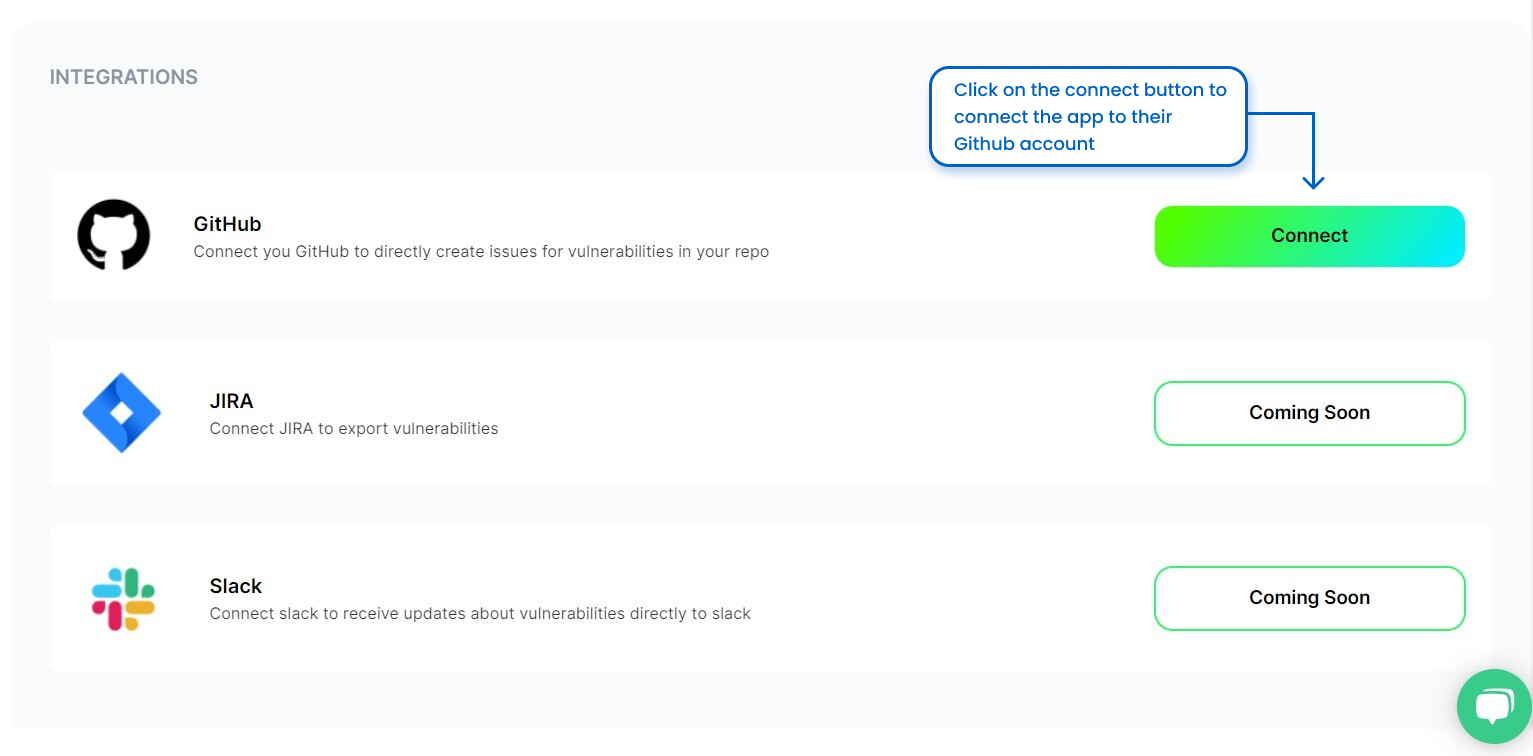 INTEGRATIONS
Click on the connect button to
connect the app to their
Github account
GitHub
Connect you GitHub to directly create issues for vulnerabilities in your repo
Connect
JIRA
Connect JIRA to export vulnerabilities
Coming Soon
Slack
Connect slack to receive updates about vulnerabilities directly to slack
Coming Soon